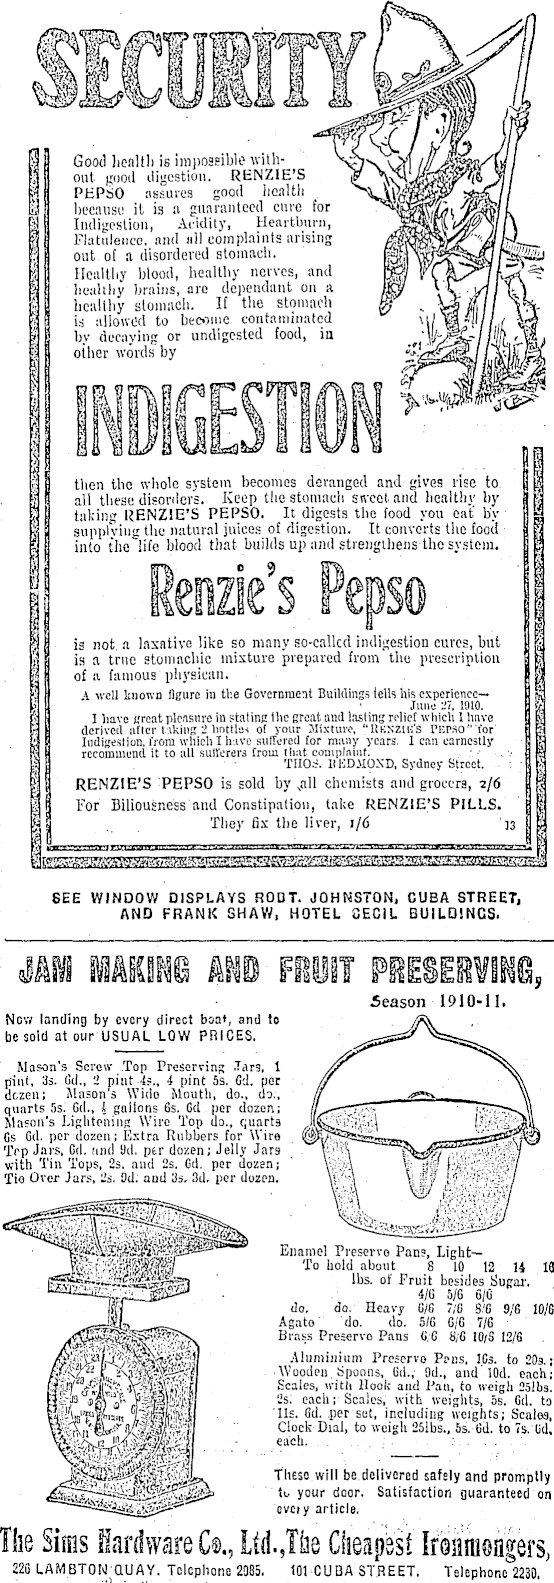 SECURITY
Good health is impossible with-
out good digestion. RENZIE'S
PEPSO assures good health
because it is a guaranteed cure for
Indigestion, Acidity, Heartburn,
Flatulence, and all complaints arising
out of a disordered stomach.
Healthy blood, healthy nerves, and
healthy brains, are dependant on a
healthy stomach. If the stomach
is allowed to become contaminated
by decaying or undigested food, in
other words by
INDIGESTION
then the whole system becomes deranged and gives rise to
all these disorders. Keep the stomach sweet and healthy by
taking RENZIE'S PEPSO. It digests the food you eat by
supplying the natural juices of digestion. It converts the food
into the life blood that builds up and strengthens the system.
Renzie's Pepso
is not a laxative like so many so-called indigestion cures, but
is a true stomachic mixture prepared from the prescription
of a famous physican.
A well known figure in the Government Buildings tells his experience—
June 27, 1910.
I have great pleasure in stating the great and lasting relief which I have
derived after taking 2 bottles of your Mixture, "RENZIE'S PEPSO" for
Indigestion, from which I have suffered for many years. I can earnestly
recommend it to all sufferers from that complaint.
THOS. REDMOND, Sydney Street.
RENZIE'S PEPSO is sold by all chemists and grocers, 2/6
For Biliousness and Constipation, take RENZIE'S PILLS.
They fix the liver, 1/6
13
SEE WINDOW DISPLAYS ROBT. JOHNSTON, CUBA STREET,
AND FRANK SHAW, HOTEL CECIL BUILDINGS.
JAM MAKING AND FRUIT PRESERVING,
Season 1910-11.
Now landing by every direct boat, and to
be sold at our USUAL LOW PRICES.
Mason's Screw Top Preserving Jars, 1
pint, 3s. 6d., 2 pint 4s., 4 pint 5s. 6d. per
dozen; Mason's Wide Mouth, do., do.,
quarts 5s. 6d., ½ gallons 6s. 6d per dozen;
Mason's Lightening Wire Top do., quarts
6s 6d. per dozen; Extra Rubbers for Wire
Top Jars, 6d. and 9d. per dozen; Jelly Jars
with Tin Tops, 2s. and 2s. 6d. per dozen;
Tie Over Jars, 2s. 9d. and 3s. 3d. per dozen.
Enamel Preserve Pans, Light—
To hold about 8 10 12 14 16
lbs. of Fruit besides Sugar.
4/6 5/6 6/6
do. do. Heavy 6/6 7/6 8/6 9/6 10/6
Agate do. do. 5/6 6/6 7/6
Brass Preserve Pans 6/6 8/6 10/6 12/6
Aluminium Preserve Pans, 16s. to 20s.;
Wooden Spoons, 6d., 9d., and 10d. each;
Scales, with Hook and Pan, to weigh 25lbs.
2s. each; Scales, with weights, 5s. 6d. to
11s. 6d. per set, including weights; Scales,
Clock Dial, to weigh 25lbs., 5s. 6d. to 7s. 6d.
each.
These will be delivered safely and promptly
to your door. Satisfaction guaranteed on
every article.
The Sims Hardware Co., Ltd., The Cheapest Ironmongers,
226 LAMBTON QUAY. Telephone 2085. 101 CUBA STREET. Telephone 2230.